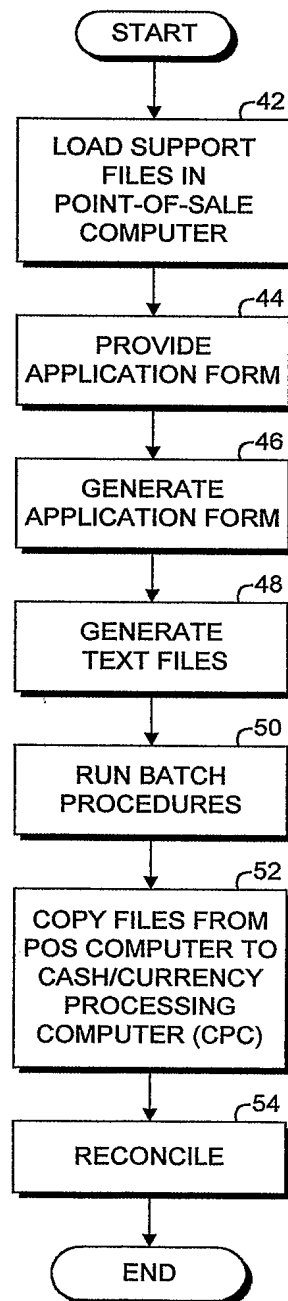 START
42
LOAD SUPPORT
FILES IN
POINT-OF-SALE
COMPUTER
44
PROVIDE
APPLICATION FORM
46
GENERATE
APPLICATION FORM
48
GENERATE
TEXT FILES
50
RUN BATCH
PROCEDURES
52
COPY FILES FROM
POS COMPUTER TO
CASH/CURRENCY
PROCESSING
COMPUTER (CPC)
54
RECONCILE
END